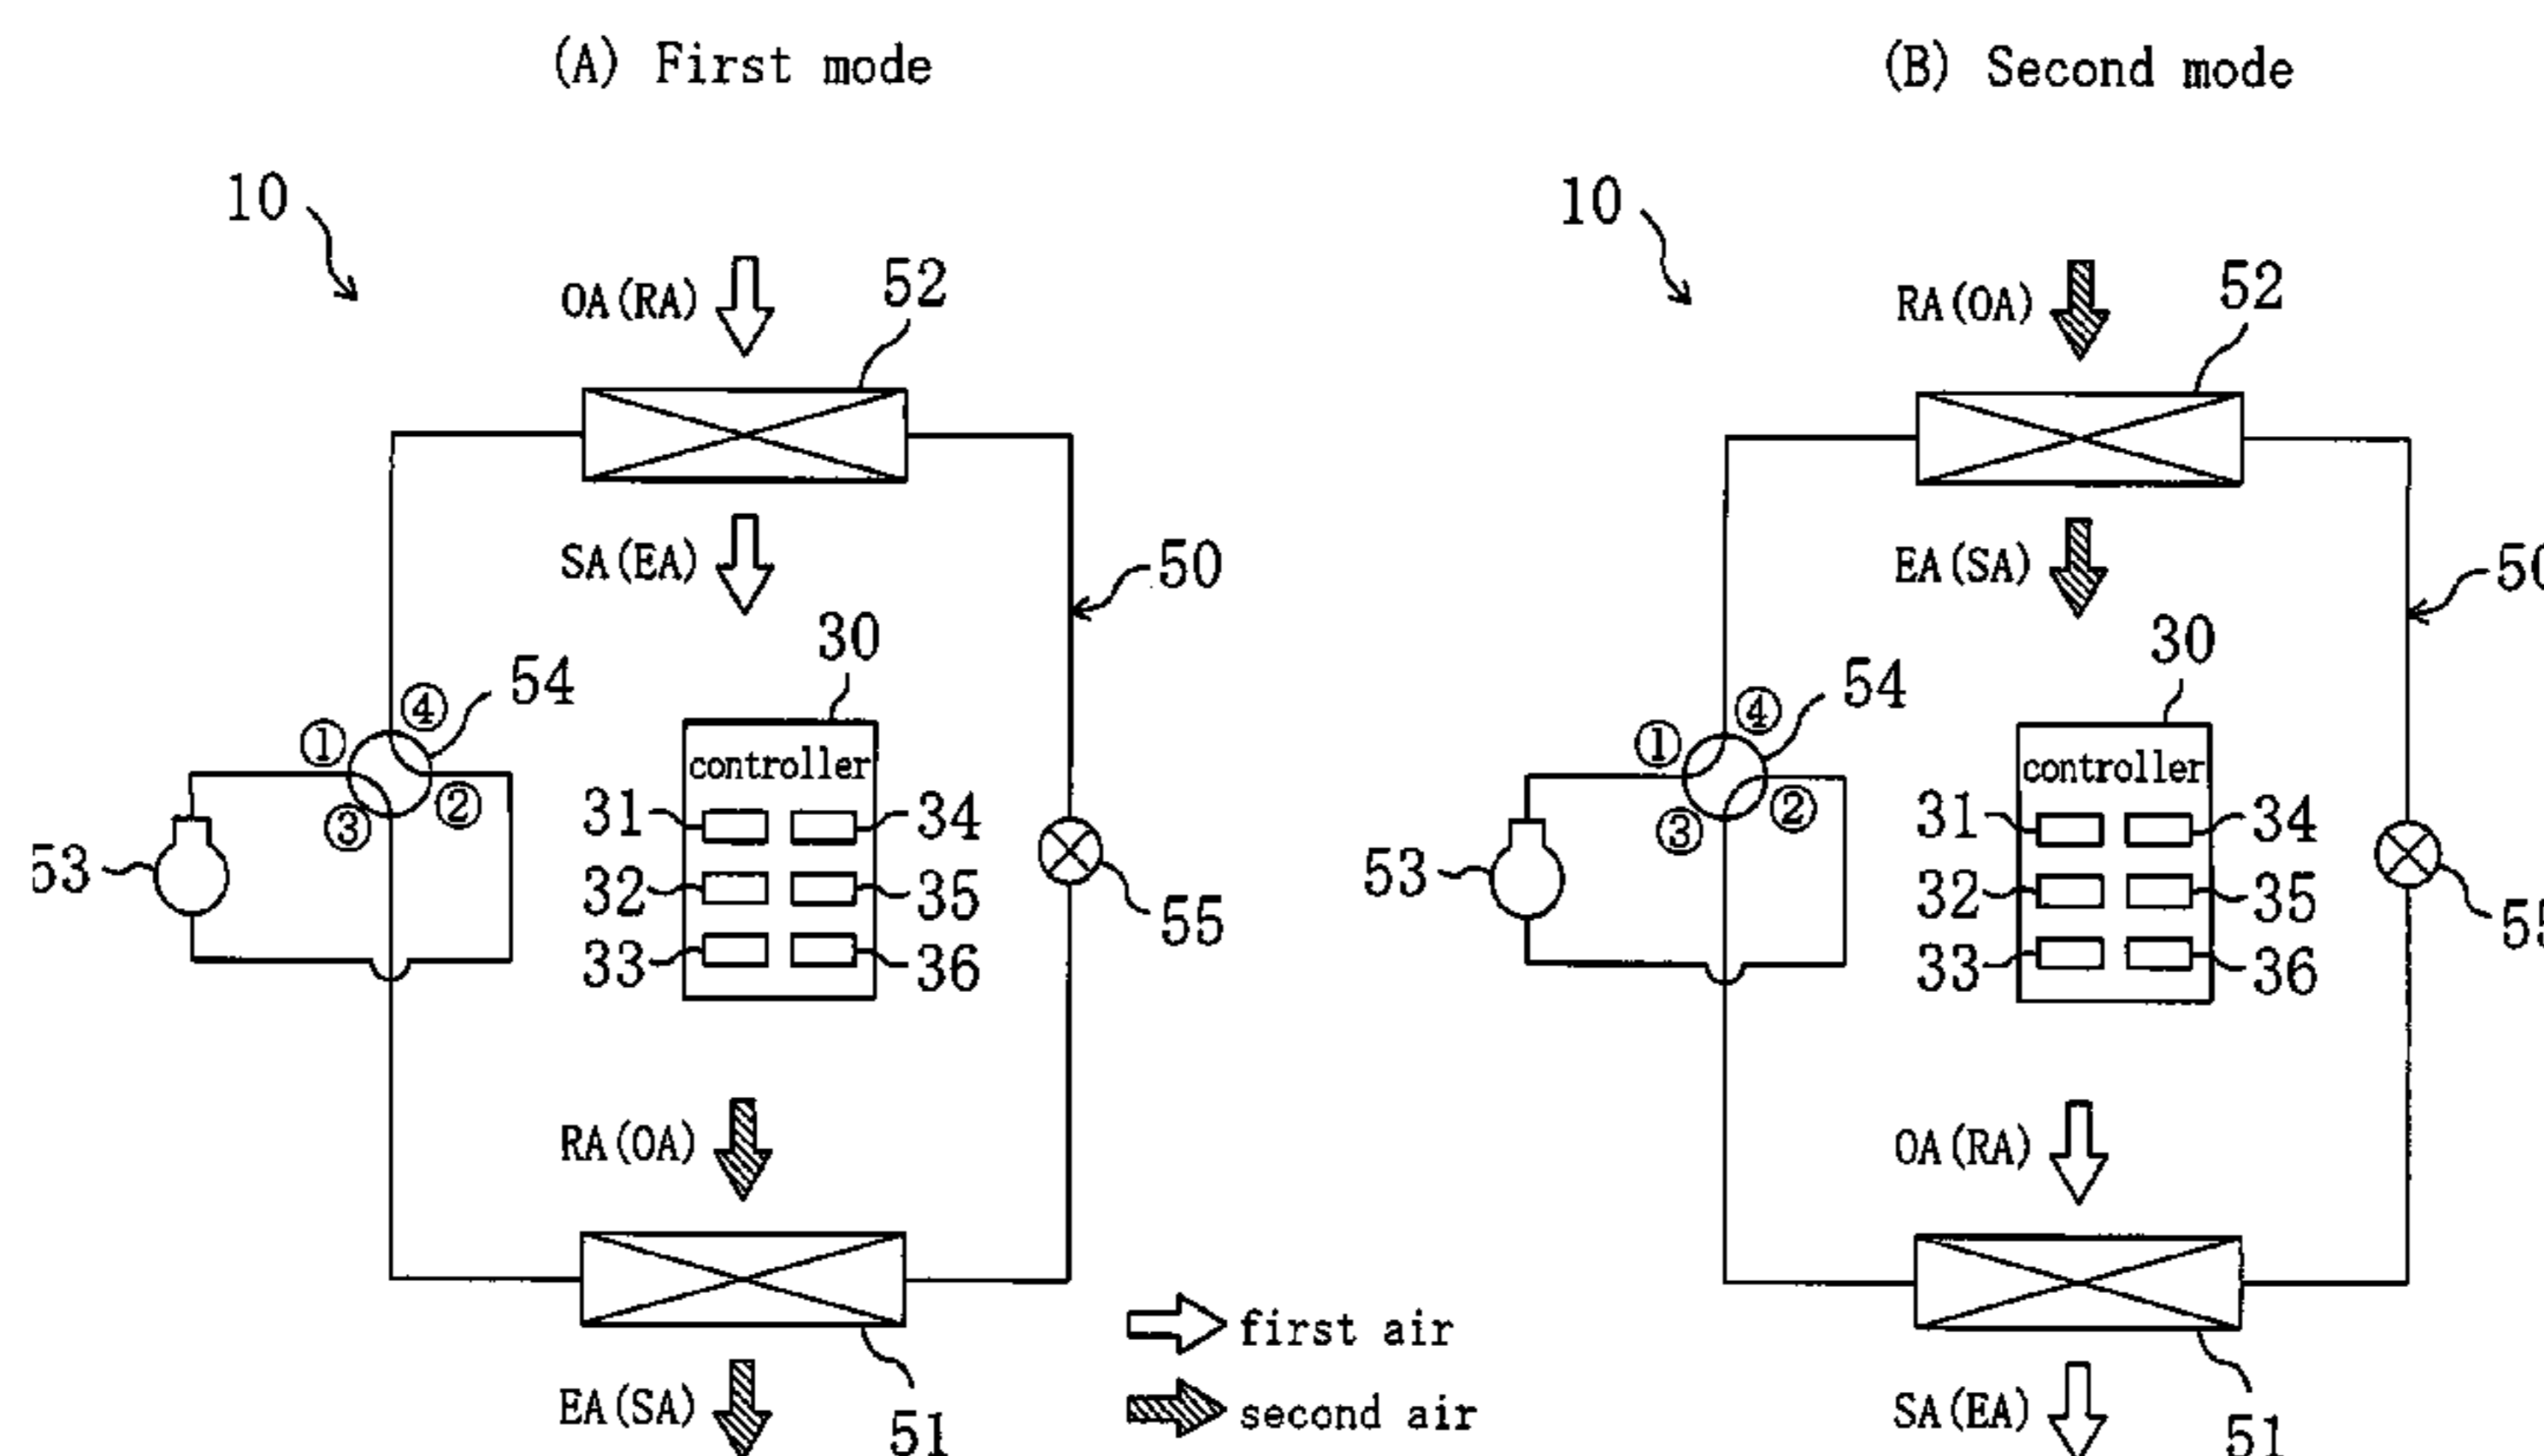 (A) First mode
10
OA(RA)
52
SA(EA)
50
30
54
④
①
controller
②
③
31
34
53
32
35
55
33
36
RA(OA)
EA(SA)
51
(B) Second mode
10
RA(OA)
52
EA(SA)
30
54
④
①
controller
②
③
31
34
53
32
35
33
36
OA(RA)
SA(EA)
51
first air
second air